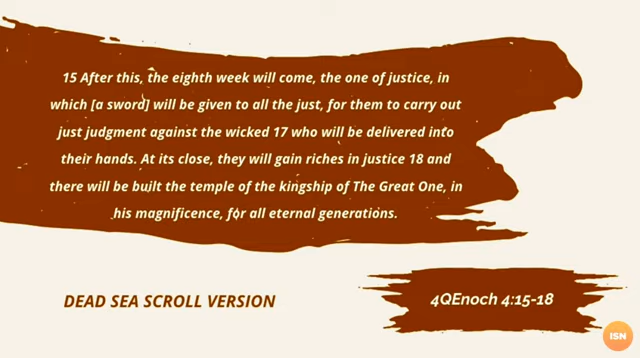 15 After this, the eighth week will come, the one of justice, in
which [a sword] will be given to all the just, for them to carry out
just judgment against the wicked 17 who will be delivered into
their hands. At its close, they will gain riches in justice 18 and
there will be built the temple of the kingship of The Great One, in
his magnificence, for all eternal generations.
DEAD SEA SCROLL VERSION
4QEnoch 4:15-18
ISN